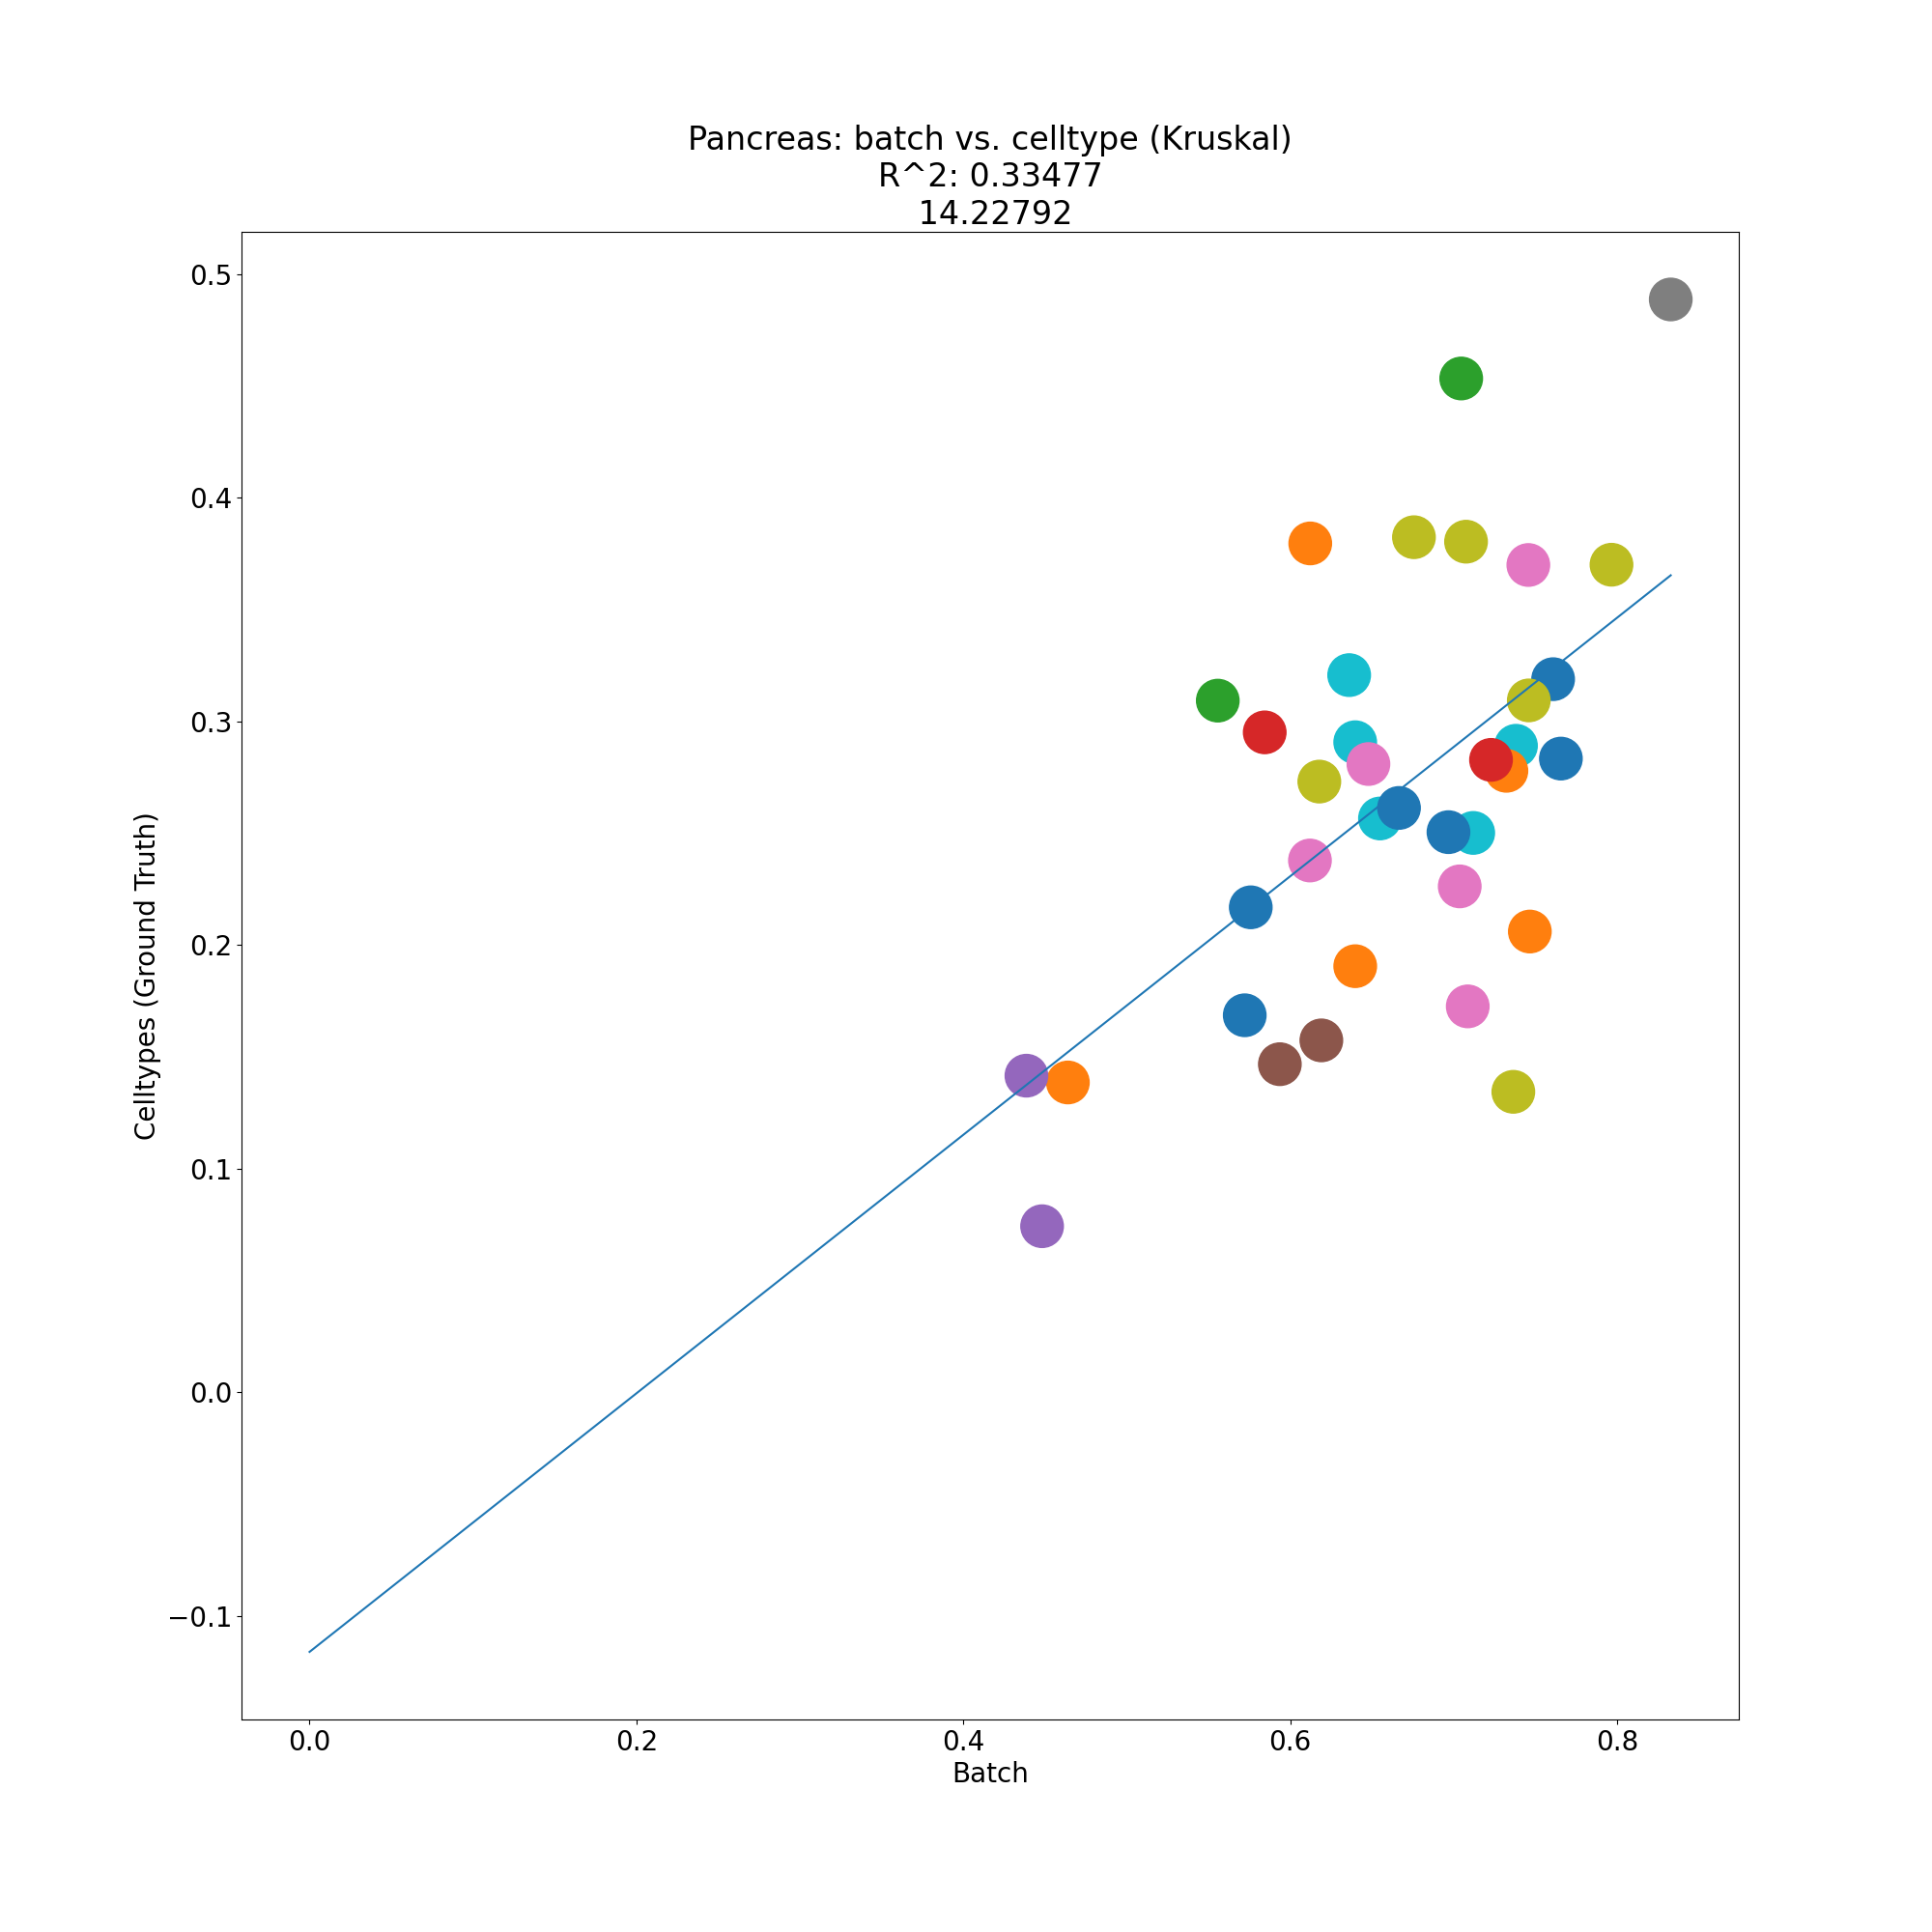 Pancreas: batch vs. celltype (Kruskal)
R^2: 0.33477
14.22792
0.5
0.4
0.3
0.2
0.1
0.0
−0.1
Celltypes (Ground Truth)
0.0 0.2 0.4 0.6 0.8
Batch